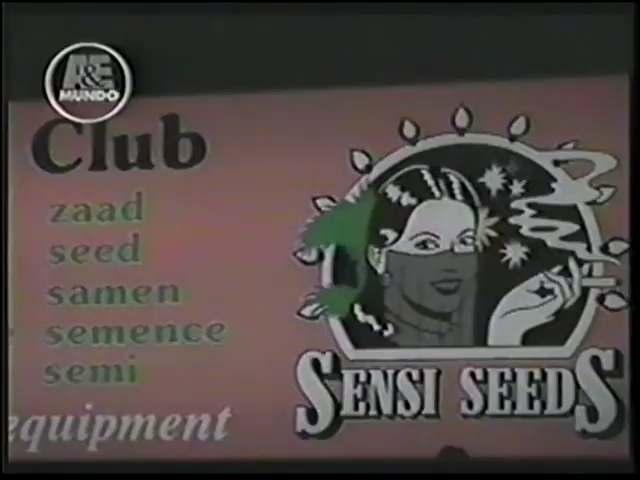 A&E
MUNDO
Club
zaad
seed
samen
semence
semi
equipment
SENSI SEEDS